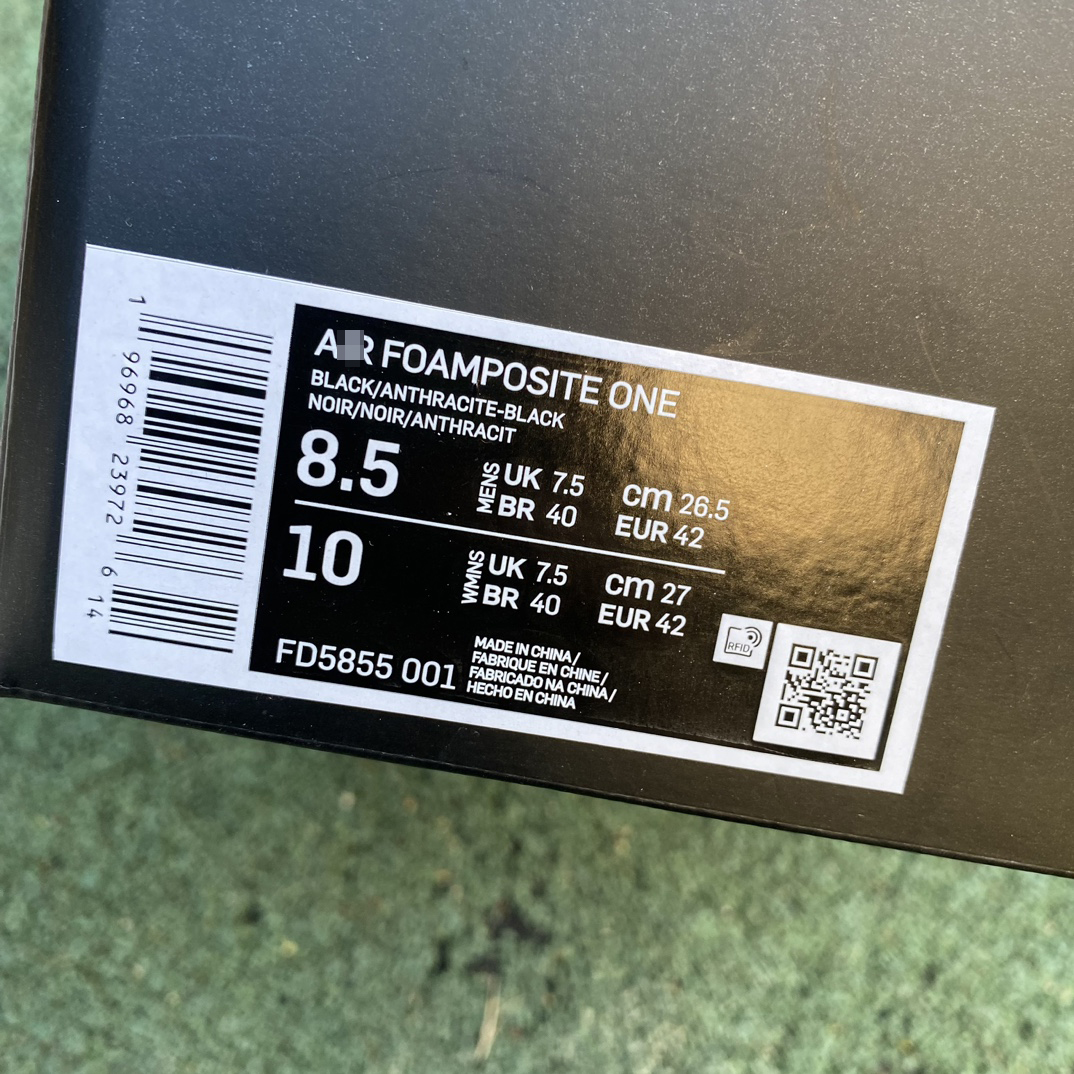 FOAMPOSITE ONE
BLACK/ANTHRACITE-BLACK
NOIR/NOIR/ANTHRACIT
8.5
MENS
UK 7.5
cm 26.5
BR 40
EUR 42
10
WMNS
UK 7.5
cm 27
BR 40
EUR 42
FD5855 001
MADE IN CHINA/
FABRIQUE EN CHINE/
FABRICADO NA CHINA/
HECHO EN CHINA
RFID
1 96968 23972 6 14